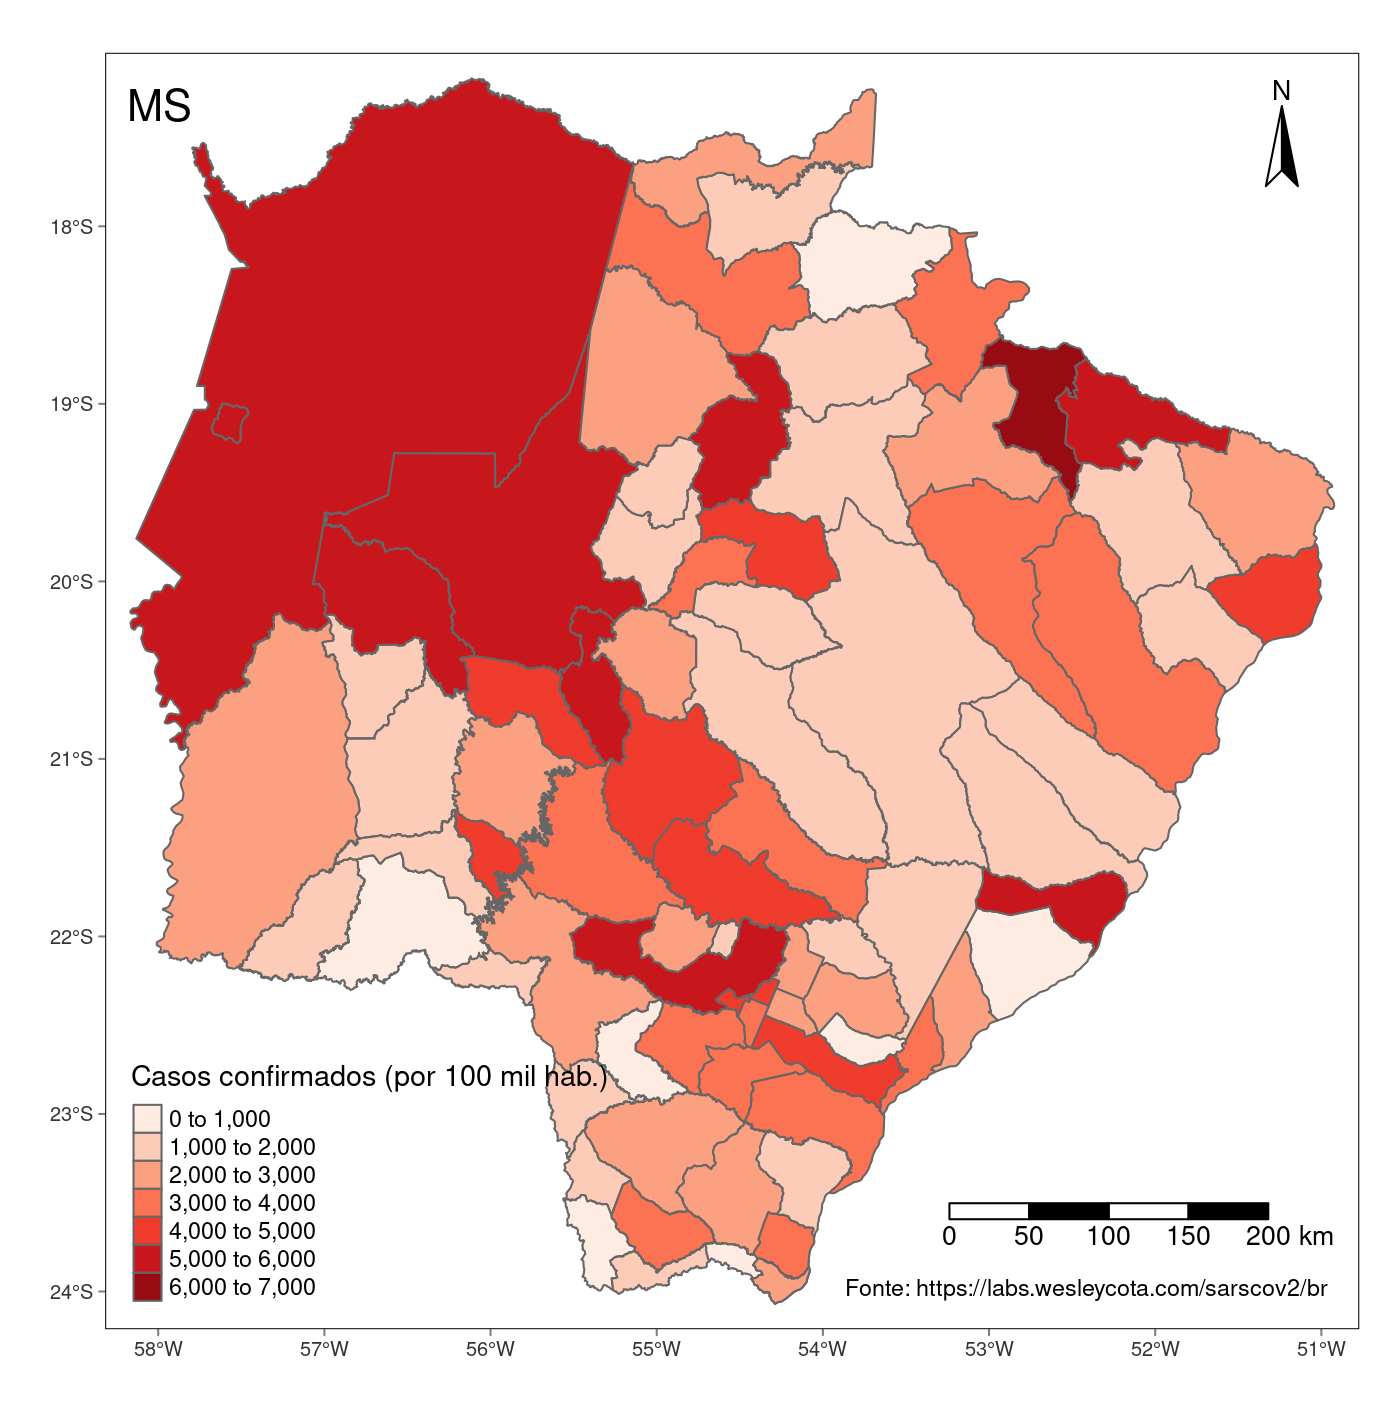 MS
N
18°S
19°S
20°S
21°S
22°S
23°S
24°S
Casos confirmados (por 100 mil hab.)
0 to 1,000
1,000 to 2,000
2,000 to 3,000
3,000 to 4,000
4,000 to 5,000
5,000 to 6,000
6,000 to 7,000
0 50 100 150 200 km
Fonte: https://labs.wesleycota.com/sarscov2/br
58°W 57°W 56°W 55°W 54°W 53°W 52°W 51°W